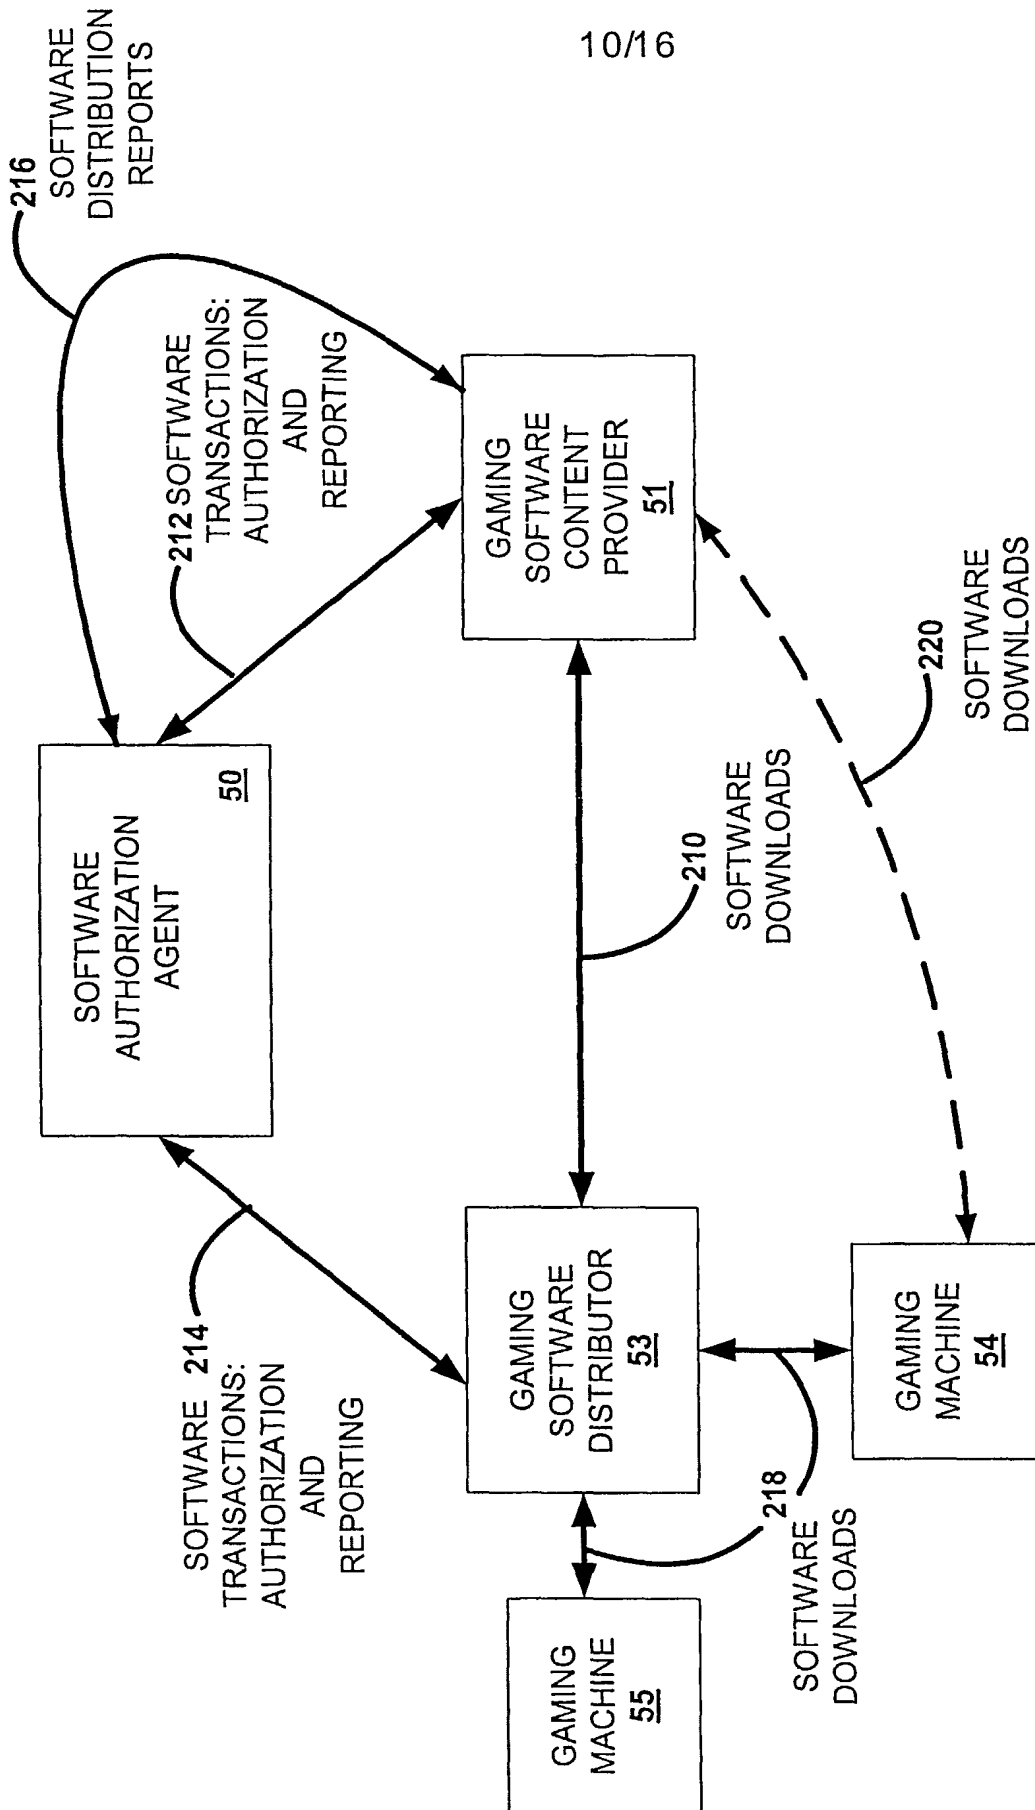 10/16
216
SOFTWARE
DISTRIBUTION
REPORTS
212 SOFTWARE
TRANSACTIONS:
AUTHORIZATION
AND
REPORTING
SOFTWARE
AUTHORIZATION
AGENT
50
SOFTWARE 214
TRANSACTIONS:
AUTHORIZATION
AND
REPORTING
GAMING
SOFTWARE
CONTENT
PROVIDER
51
210
SOFTWARE
DOWNLOADS
GAMING
SOFTWARE
DISTRIBUTOR
53
220
SOFTWARE
DOWNLOADS
218
SOFTWARE
DOWNLOADS
GAMING
MACHINE
55
GAMING
MACHINE
54